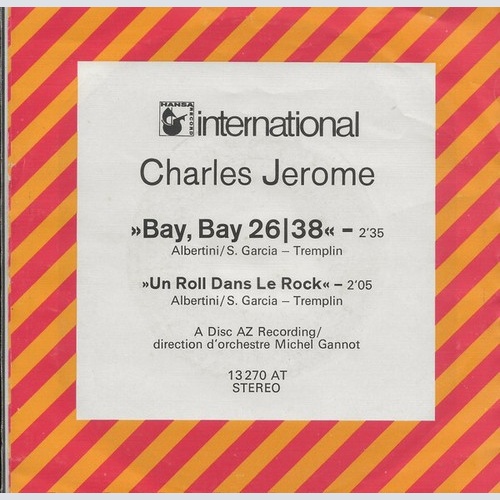 HANSA
RECORD
international
Charles Jerome
»Bay, Bay 26|38« – 2'35
Albertini/S. Garcia – Tremplin
»Un Roll Dans Le Rock« – 2'05
Albertini/S. Garcia – Tremplin
A Disc AZ Recording/
direction d'orchestre Michel Gannot
13 270 AT
STEREO